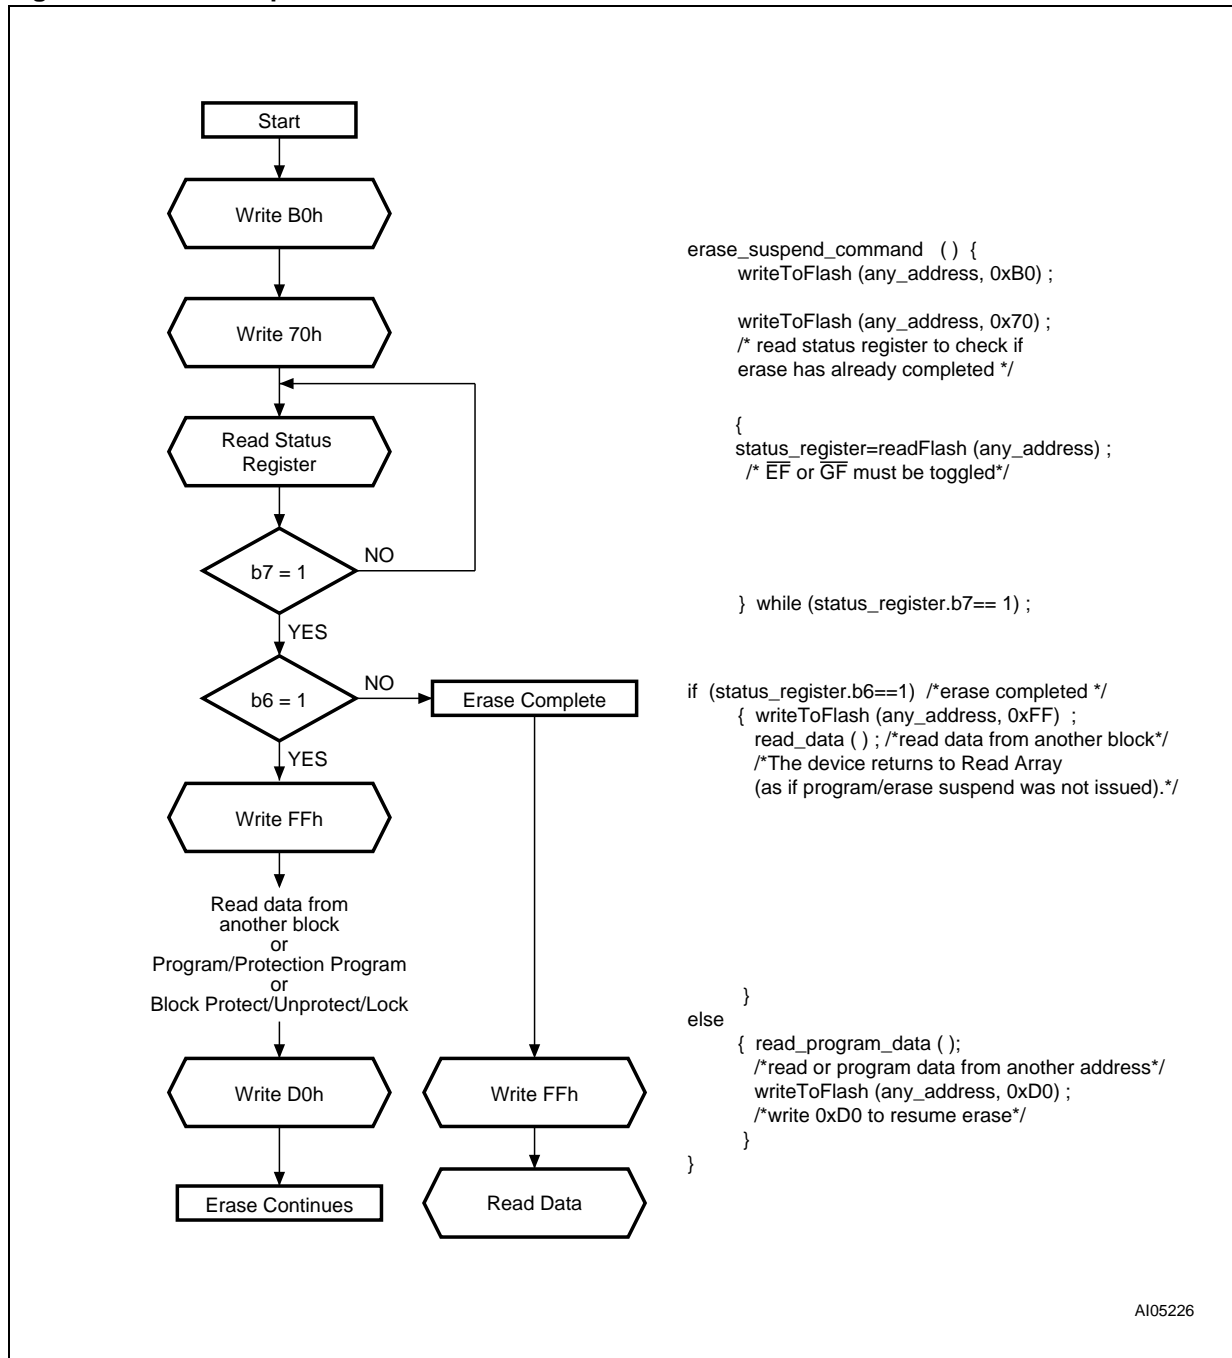 Start
Write B0h
Write 70h
Read Status
Register
b7 = 1
NO
YES
b6 = 1
NO
Erase Complete
YES
Write FFh
Read data from
another block
or
Program/Protection Program
or
Block Protect/Unprotect/Lock
Write D0h
Write FFh
Erase Continues
Read Data
erase_suspend_command ( ) {
writeToFlash (any_address, 0xB0) ;
writeToFlash (any_address, 0x70) ;
/* read status register to check if
erase has already completed */
{
status_register=readFlash (any_address) ;
/* E̅F̅ or G̅F̅ must be toggled*/
} while (status_register.b7== 1) ;
if (status_register.b6==1) /*erase completed */
{ writeToFlash (any_address, 0xFF) ;
read_data ( ) ; /*read data from another block*/
/*The device returns to Read Array
(as if program/erase suspend was not issued).*/
}
else
{ read_program_data ( );
/*read or program data from another address*/
writeToFlash (any_address, 0xD0) ;
/*write 0xD0 to resume erase*/
}
}
AI05226